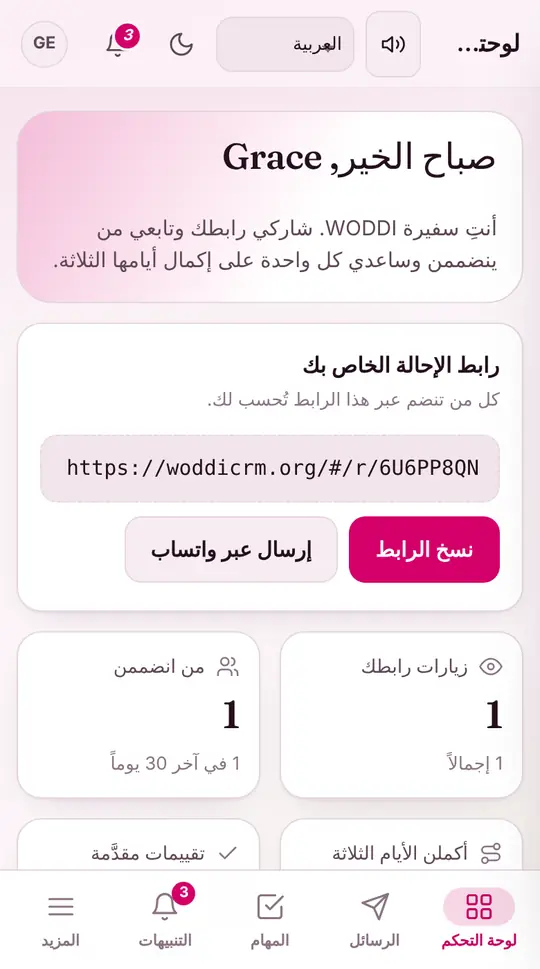 لوحتـ...
العربية
3
GE
صباح الخير, Grace
أنتِ سفيرة WODDI. شاركي رابطك وتابعي من
ينضممن وساعدي كل واحدة على إكمال أيامها الثلاثة.
رابط الإحالة الخاص بك
كل من تنضم عبر هذا الرابط تُحسب لك.
https://woddicrm.org/#/r/6U6PP8QN
نسخ الرابط
إرسال عبر واتساب
زيارات رابطك
1
1 إجمالاً
من انضممن
1
1 في آخر 30 يوماً
أكملن الأيام الثلاثة
تقييمات مقدَّمة
لوحة التحكم
الرسائل
المهام
3
التنبيهات
المزيد